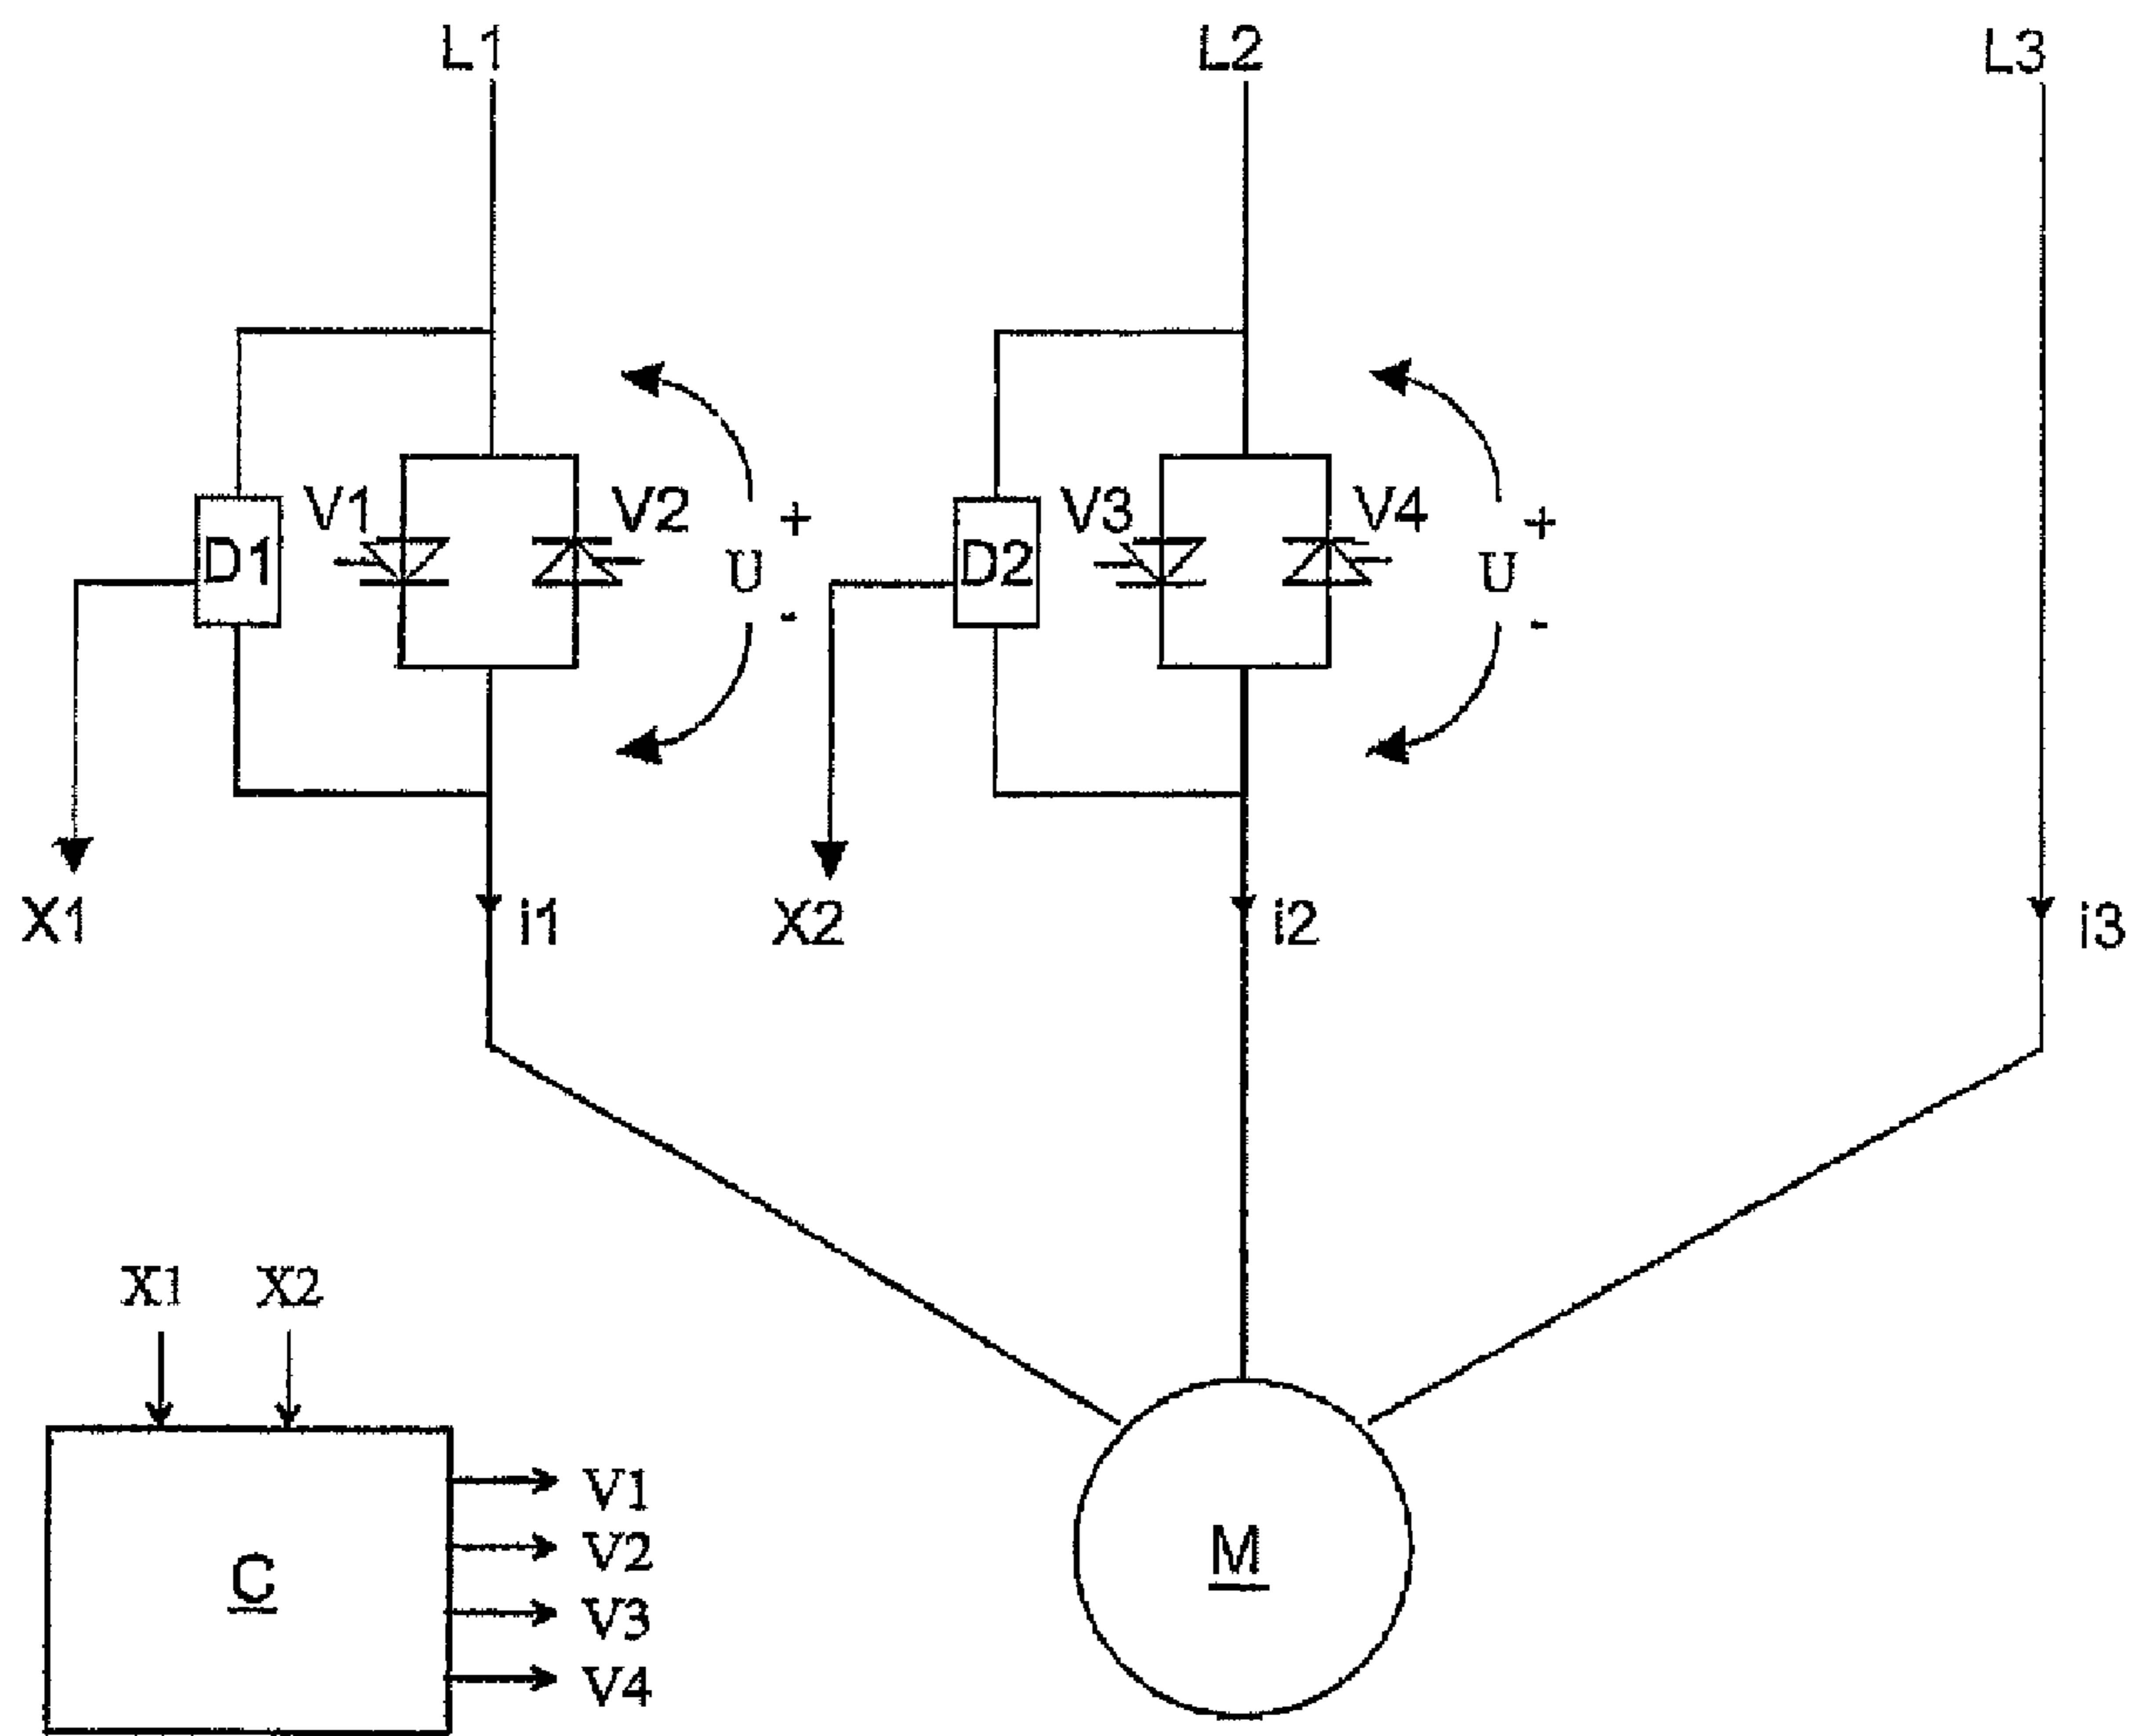 L1 L2 L3
V1 V2 + V3 V4 +
D1 U D2 U
- -
X1 i1 X2 i2 i3
X1 X2
V1
V2
C M
V3
V4